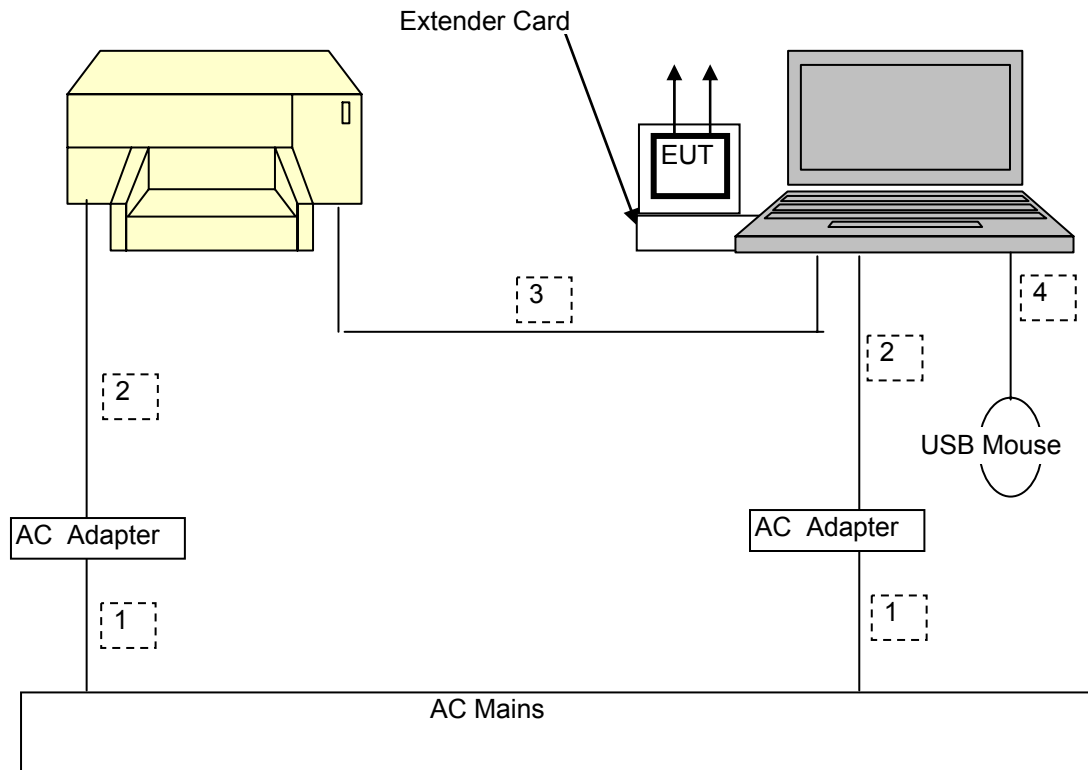 Extender Card
EUT
3
4
2
2
USB Mouse
AC Adapter
AC Adapter
1
1
AC Mains